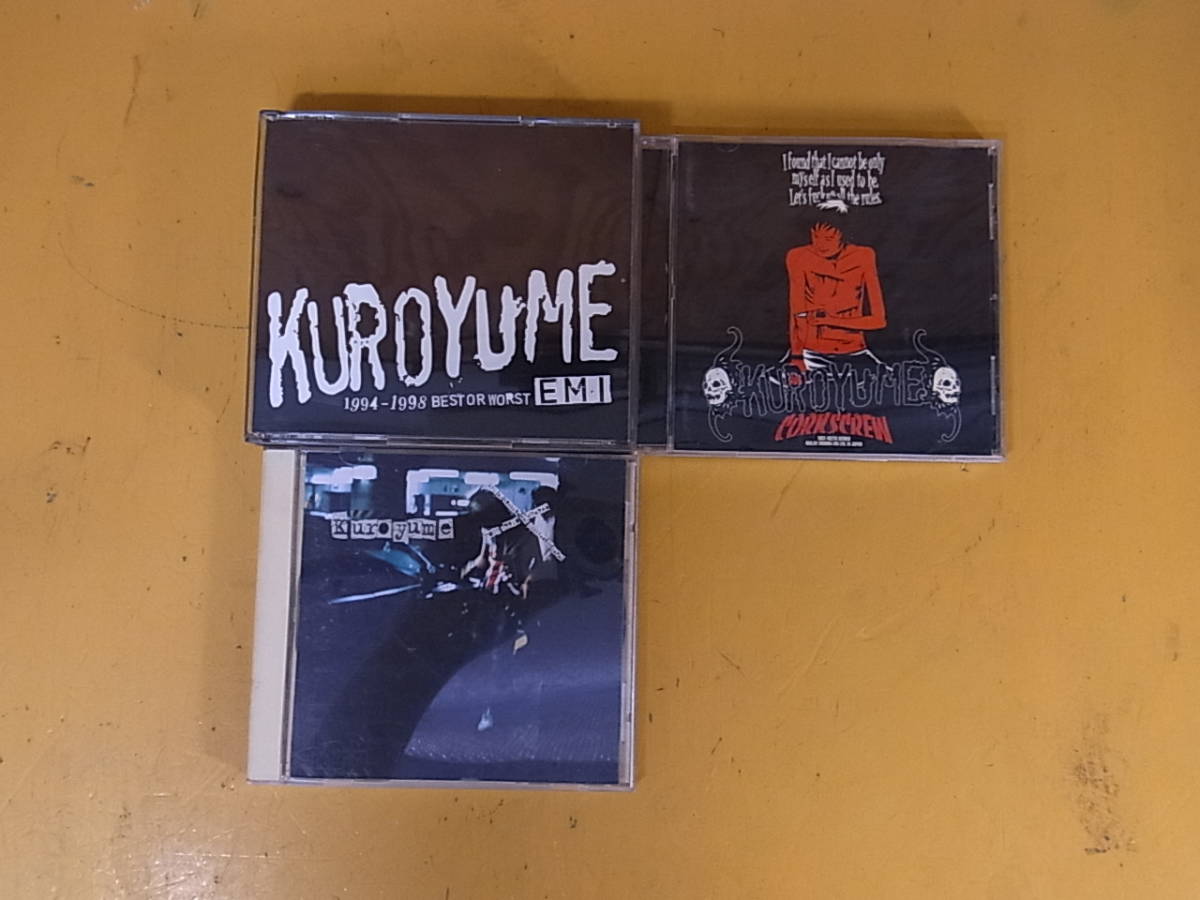 KUROYUME
1994-1998 BEST OR WORST EMI
I found that I cannot be only
myself as I used to be.
Let's fuck all the rules.
KUROYUME
CORKSCREW
Kuroyume